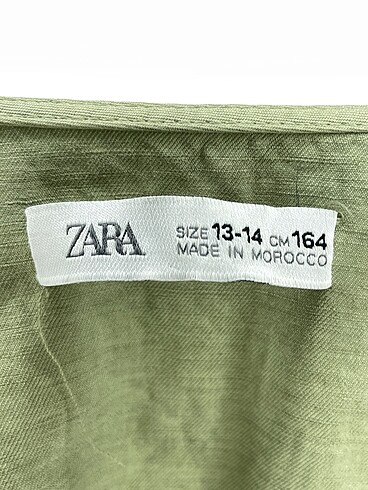 ZARA
SIZE 13-14 CM 164
MADE IN MOROCCO